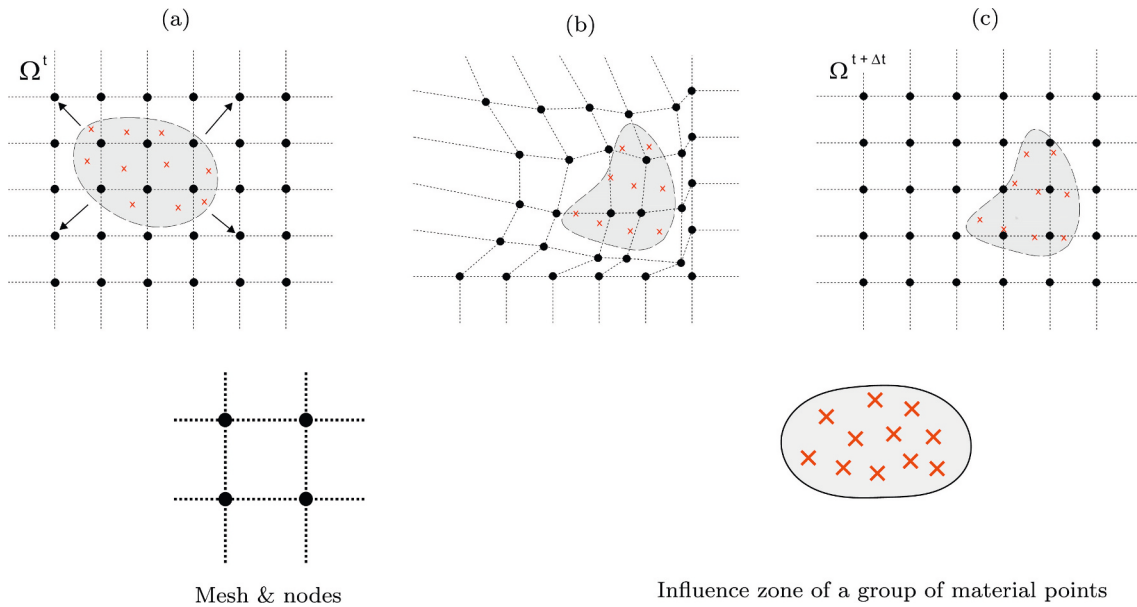 (a)
(b)
(c)
Ωᵗ
Ωᵗ⁺Δᵗ
Mesh & nodes
Influence zone of a group of material points